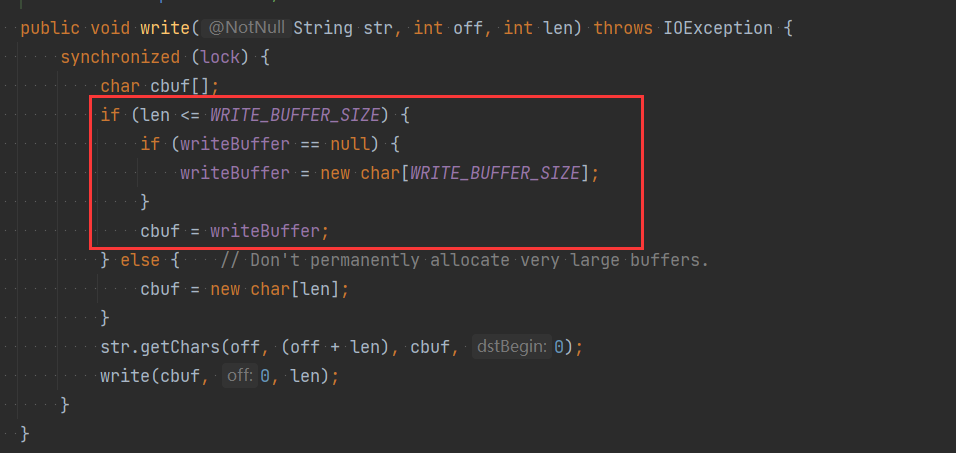 public void write(@NotNull String str, int off, int len) throws IOException {
synchronized (lock) {
char cbuf[];
if (len <= WRITE_BUFFER_SIZE) {
if (writeBuffer == null) {
writeBuffer = new char[WRITE_BUFFER_SIZE];
}
cbuf = writeBuffer;
} else { // Don't permanently allocate very large buffers.
cbuf = new char[len];
}
str.getChars(off, (off + len), cbuf, dstBegin: 0);
write(cbuf, off: 0, len);
}
}